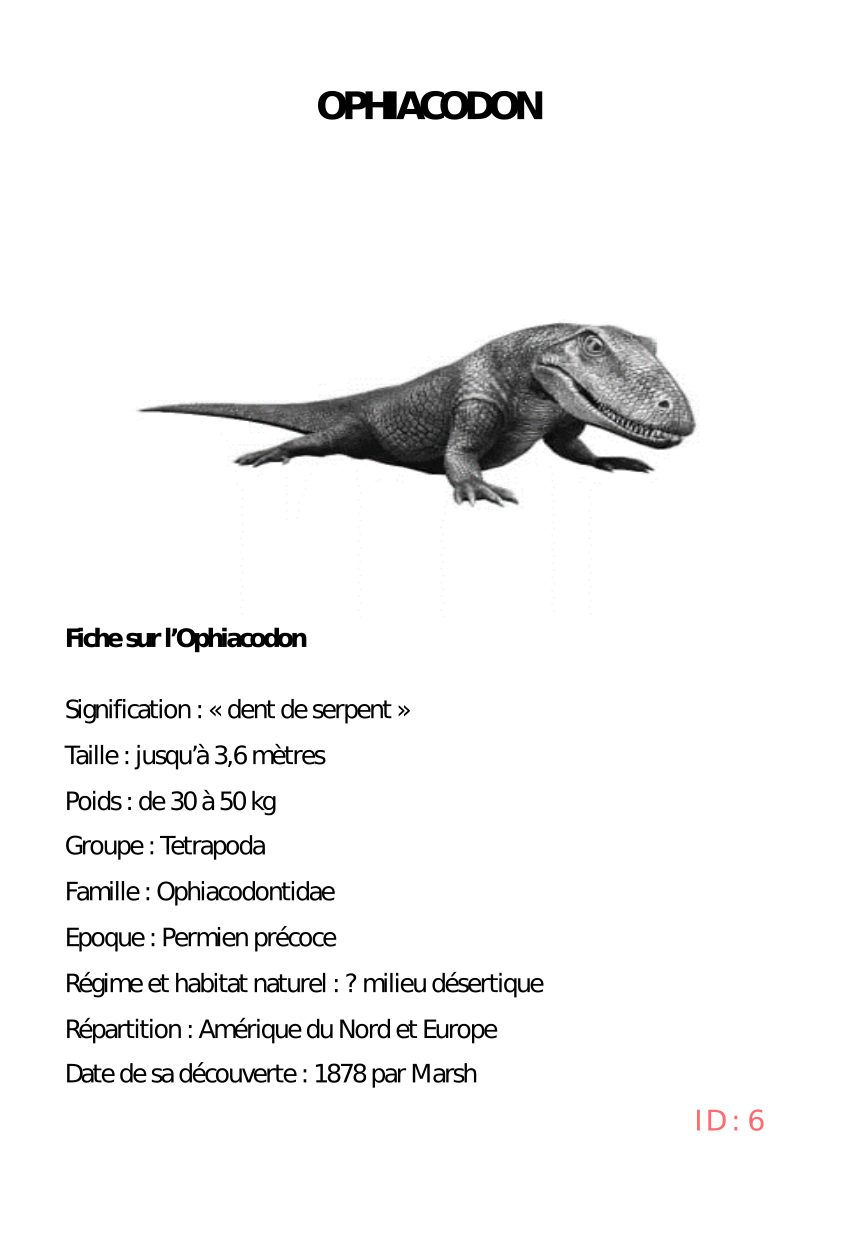 OPHIACODON
Fiche sur l’Ophiacodon
Signification : « dent de serpent »
Taille : jusqu’à 3,6 mètres
Poids : de 30 à 50 kg
Groupe : Tetrapoda
Famille : Ophiacodontidae
Epoque : Permien précoce
Régime et habitat naturel : ? milieu désertique
Répartition : Amérique du Nord et Europe
Date de sa découverte : 1878 par Marsh
ID : 6